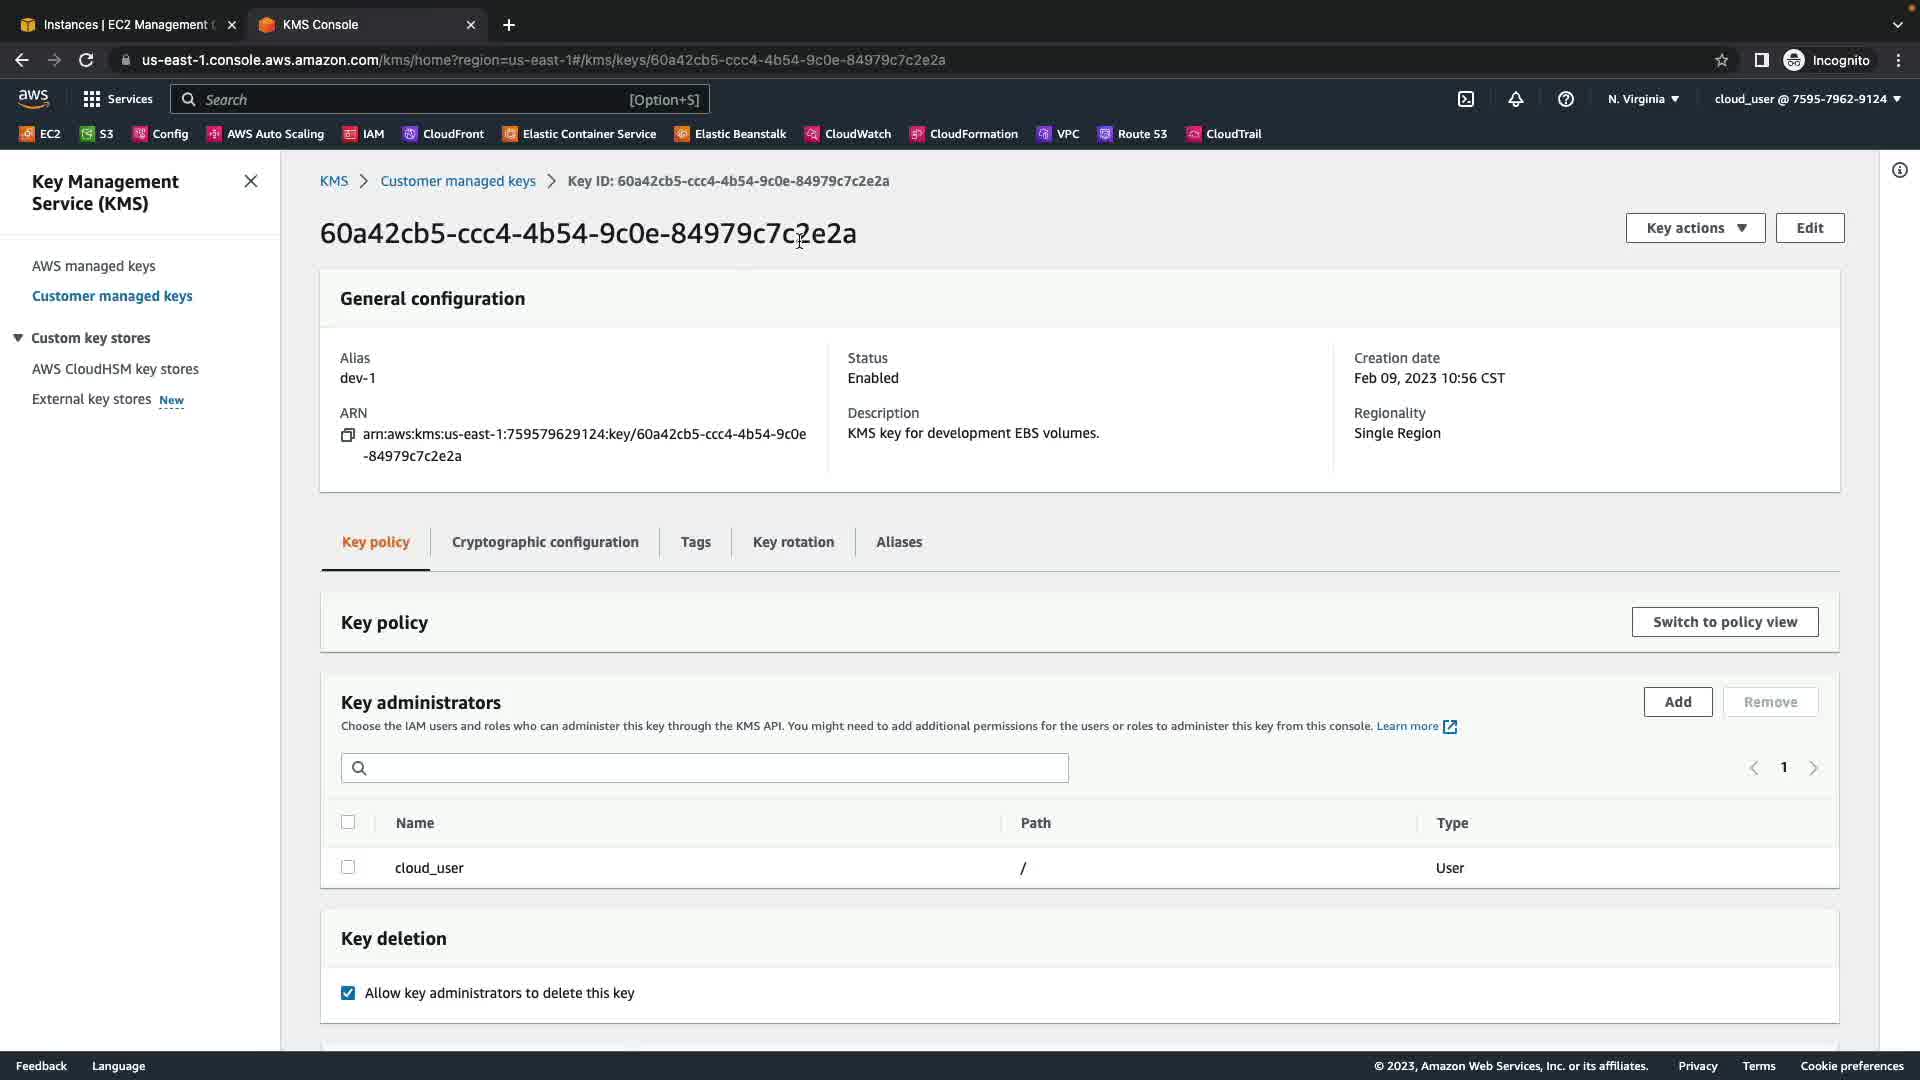 Instances | EC2 Management C
KMS Console
us-east-1.console.aws.amazon.com/kms/home?region=us-east-1#/kms/keys/60a42cb5-ccc4-4b54-9c0e-84979c7c2e2a
Incognito
aws
Services
Search
[Option+S]
N. Virginia
cloud_user @ 7595-7962-9124
EC2
S3
Config
AWS Auto Scaling
IAM
CloudFront
Elastic Container Service
Elastic Beanstalk
CloudWatch
CloudFormation
VPC
Route 53
CloudTrail
Key Management
Service (KMS)
AWS managed keys
Customer managed keys
Custom key stores
AWS CloudHSM key stores
External key stores New
KMS > Customer managed keys > Key ID: 60a42cb5-ccc4-4b54-9c0e-84979c7c2e2a
60a42cb5-ccc4-4b54-9c0e-84979c7c2e2a
Key actions
Edit
General configuration
Alias
dev-1
ARN
arn:aws:kms:us-east-1:759579629124:key/60a42cb5-ccc4-4b54-9c0e
-84979c7c2e2a
Status
Enabled
Description
KMS key for development EBS volumes.
Creation date
Feb 09, 2023 10:56 CST
Regionality
Single Region
Key policy
Cryptographic configuration
Tags
Key rotation
Aliases
Key policy
Switch to policy view
Key administrators
Add
Remove
Choose the IAM users and roles who can administer this key through the KMS API. You might need to add additional permissions for the users or roles to administer this key from this console. Learn more
1
Name
Path
Type
cloud_user
/
User
Key deletion
Allow key administrators to delete this key
Feedback
Language
© 2023, Amazon Web Services, Inc. or its affiliates.
Privacy
Terms
Cookie preferences